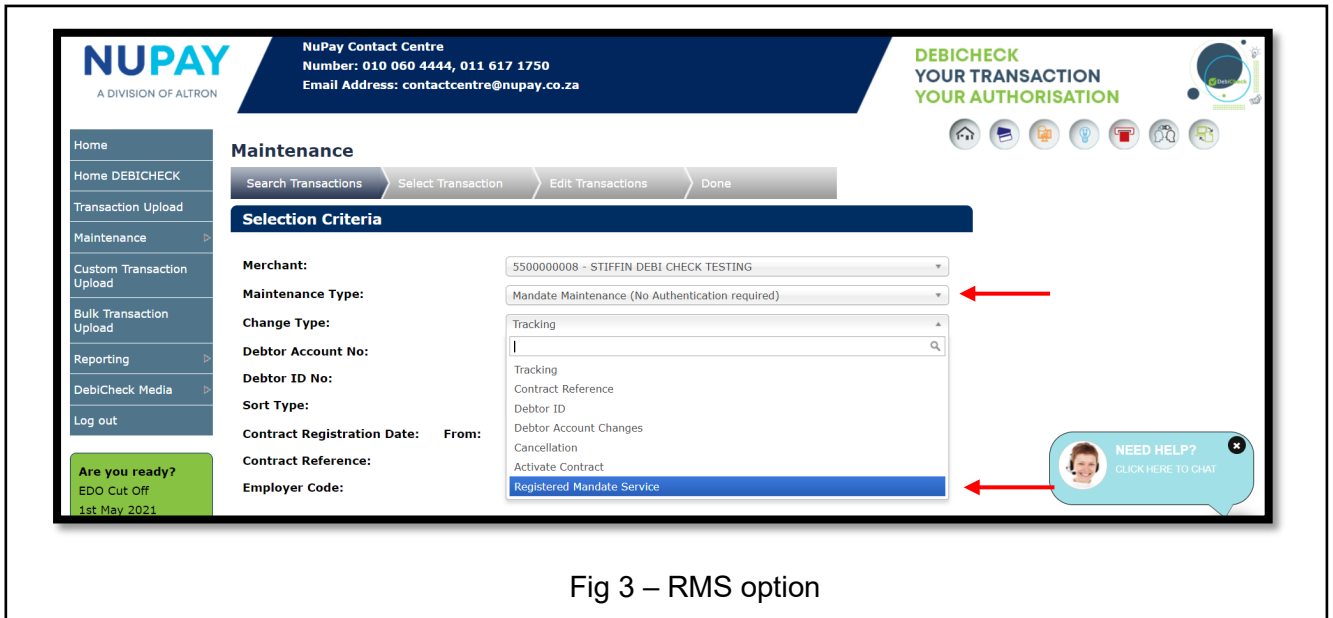 NUPAY
A DIVISION OF ALTRON
NuPay Contact Centre
Number: 010 060 4444, 011 617 1750
Email Address: contactcentre@nupay.co.za
DEBICHECK
YOUR TRANSACTION
YOUR AUTHORISATION
DebiCheck
Home
Home DEBICHECK
Transaction Upload
Maintenance
Custom Transaction
Upload
Bulk Transaction
Upload
Reporting
DebiCheck Media
Log out
Are you ready?
EDO Cut Off
1st May 2021
Maintenance
Search Transactions Select Transaction Edit Transactions Done
Selection Criteria
Merchant: 5500000008 - STIFFIN DEBI CHECK TESTING
Maintenance Type: Mandate Maintenance (No Authentication required)
Change Type: Tracking
Debtor Account No:
Debtor ID No:
Sort Type:
Contract Registration Date: From:
Contract Reference:
Employer Code:
Tracking
Contract Reference
Debtor ID
Debtor Account Changes
Cancellation
Activate Contract
Registered Mandate Service
NEED HELP?
CLICK HERE TO CHAT
Fig 3 – RMS option